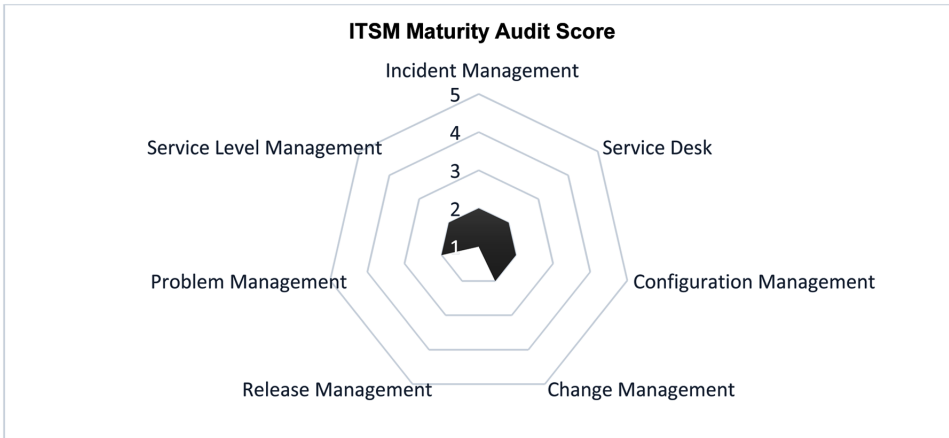 ITSM Maturity Audit Score
Incident Management
5
4
Service Level Management
Service Desk
3
2
1
Problem Management
Configuration Management
Release Management
Change Management